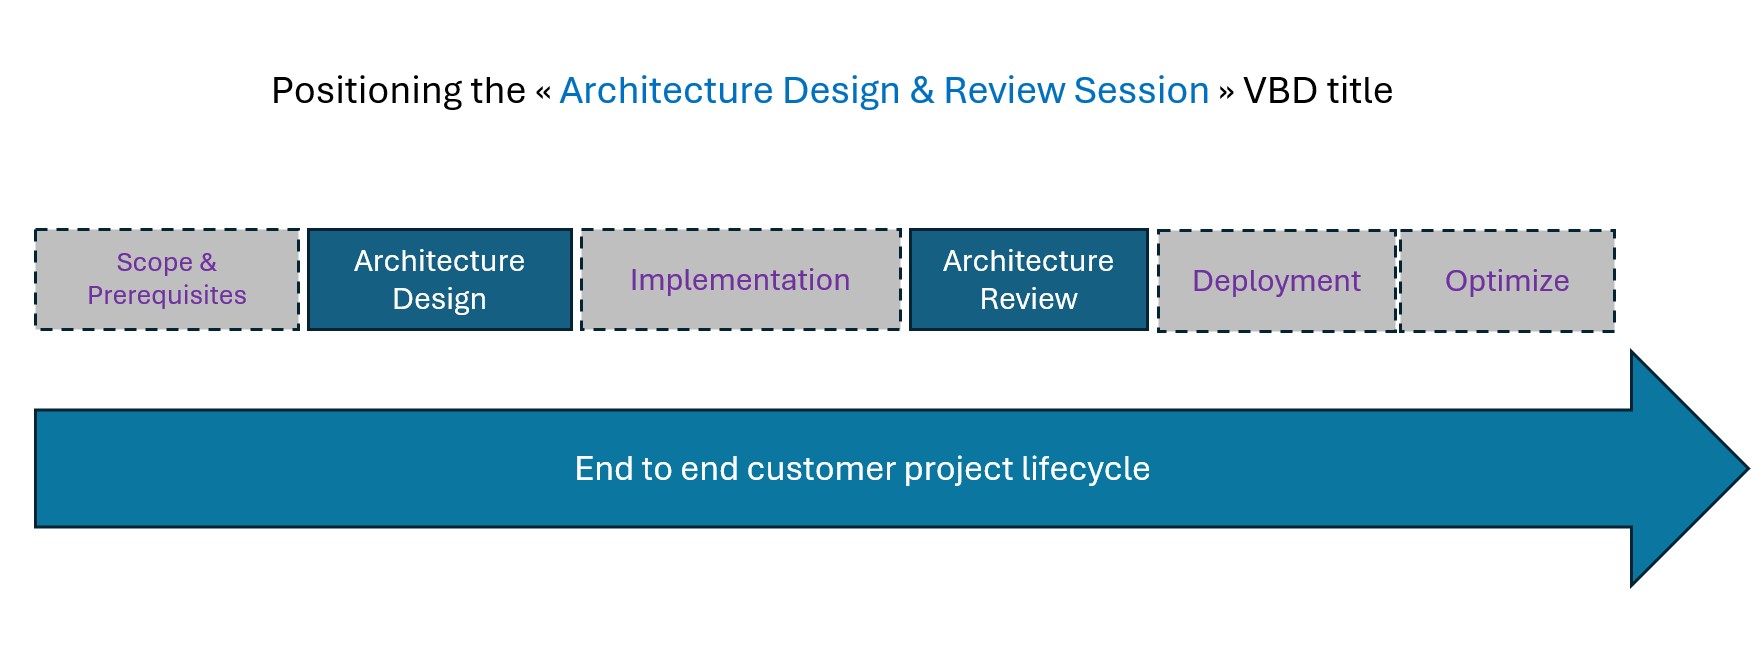 Positioning the « Architecture Design & Review Session » VBD title
Scope &
Prerequisites
Architecture
Design
Implementation
Architecture
Review
Deployment
Optimize
End to end customer project lifecycle